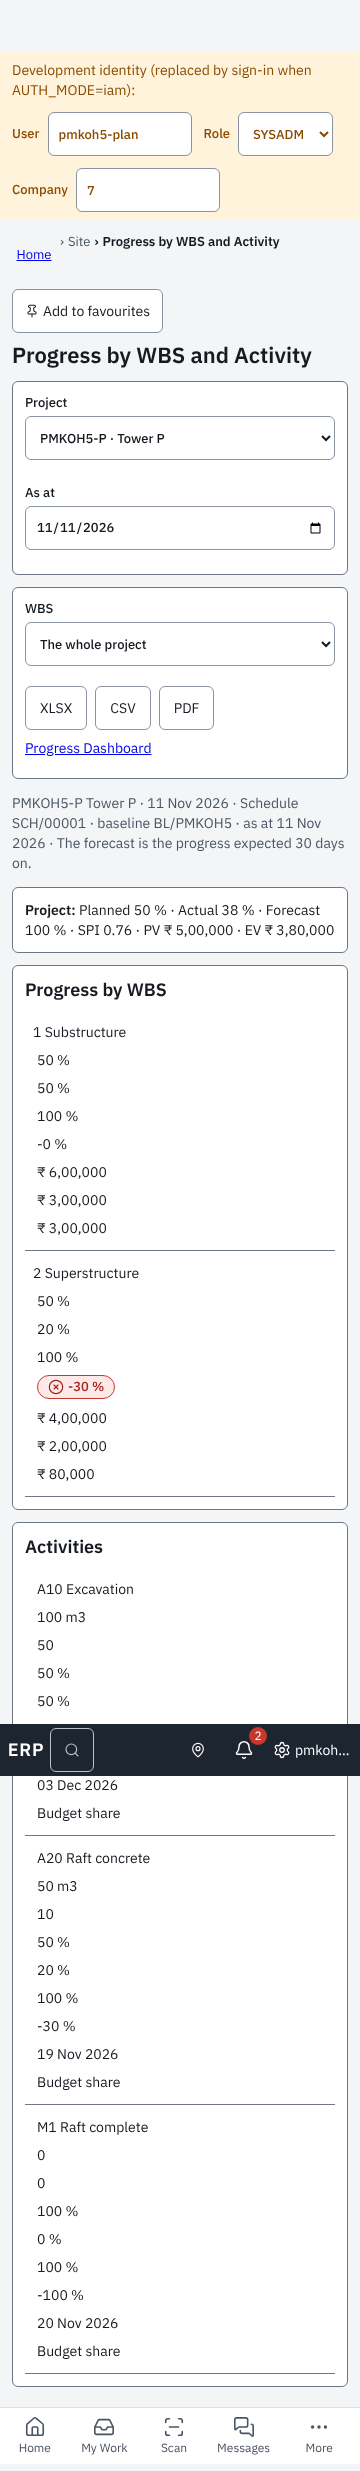 Development identity (replaced by sign-in when
AUTH_MODE=iam):
User pmkoh5-plan Role SYSADM
Company 7
Home › Site › Progress by WBS and Activity
Add to favourites
Progress by WBS and Activity
Project
PMKOH5-P · Tower P
As at
11/11/2026
WBS
The whole project
XLSX CSV PDF
Progress Dashboard
PMKOH5-P Tower P · 11 Nov 2026 · Schedule
SCH/00001 · baseline BL/PMKOH5 · as at 11 Nov
2026 · The forecast is the progress expected 30 days
on.
Project: Planned 50 % · Actual 38 % · Forecast
100 % · SPI 0.76 · PV ₹ 5,00,000 · EV ₹ 3,80,000
Progress by WBS
1 Substructure
50 %
50 %
100 %
-0 %
₹ 6,00,000
₹ 3,00,000
₹ 3,00,000
2 Superstructure
50 %
20 %
100 %
-30 %
₹ 4,00,000
₹ 2,00,000
₹ 80,000
Activities
A10 Excavation
100 m3
50
50 %
50 %
ERP 2 pmkoh...
03 Dec 2026
Budget share
A20 Raft concrete
50 m3
10
50 %
20 %
100 %
-30 %
19 Nov 2026
Budget share
M1 Raft complete
0
0
100 %
0 %
100 %
-100 %
20 Nov 2026
Budget share
Home My Work Scan Messages More